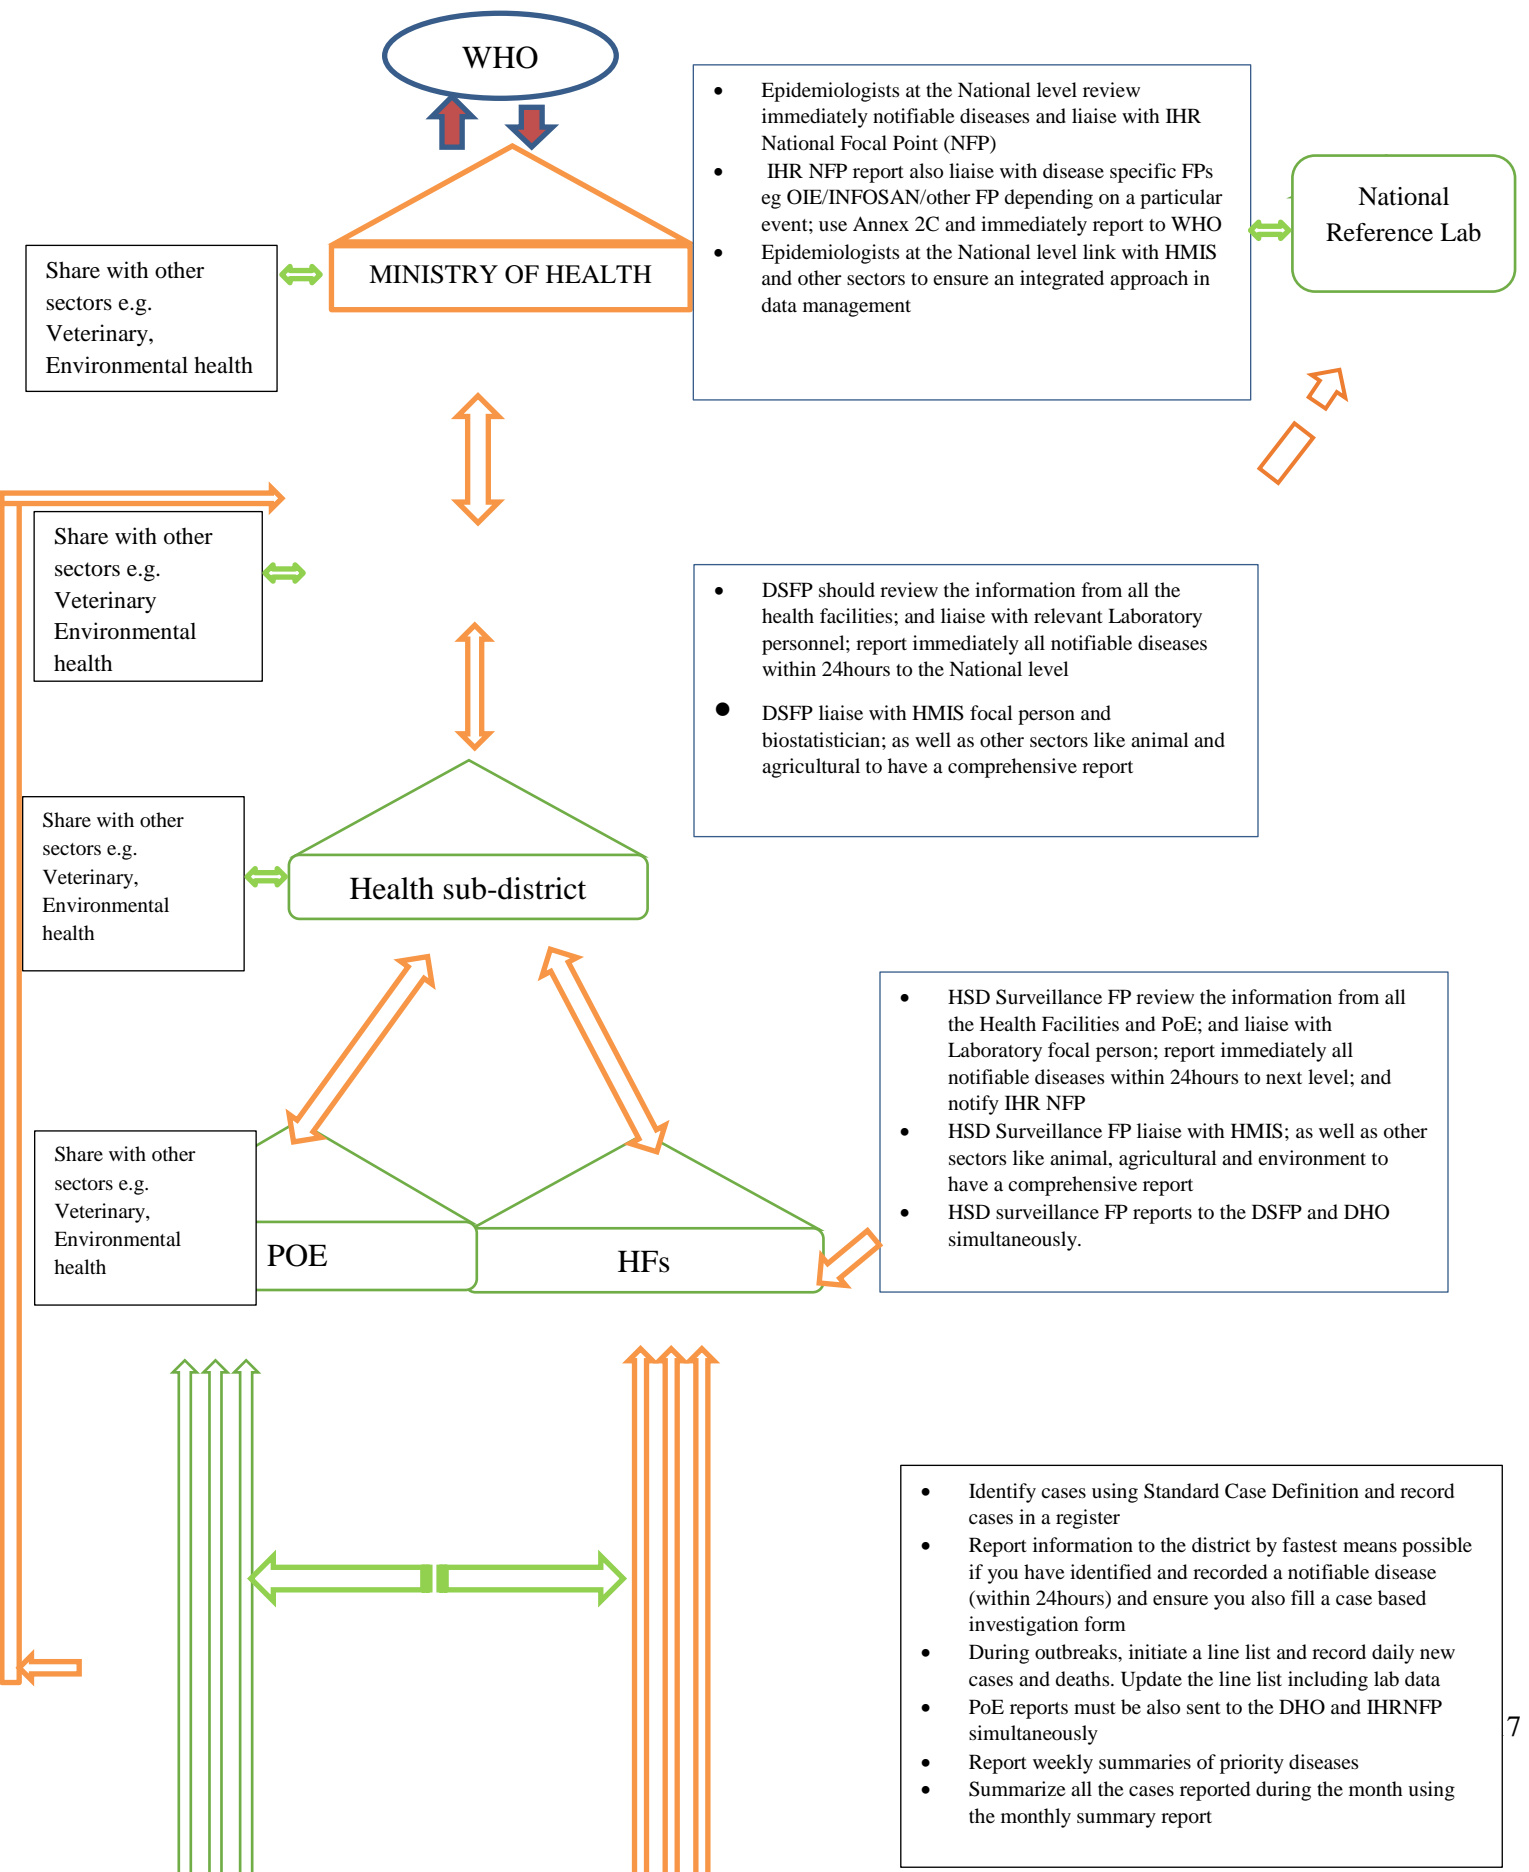 WHO
• Epidemiologists at the National level review
immediately notifiable diseases and liaise with IHR
National Focal Point (NFP)
• IHR NFP report also liaise with disease specific FPs
eg OIE/INFOSAN/other FP depending on a particular
event; use Annex 2C and immediately report to WHO
• Epidemiologists at the National level link with HMIS
and other sectors to ensure an integrated approach in
data management
National
Reference Lab
MINISTRY OF HEALTH
Share with other
sectors e.g.
Veterinary,
Environmental health
Share with other
sectors e.g.
Veterinary
Environmental
health
• DSFP should review the information from all the
health facilities; and liaise with relevant Laboratory
personnel; report immediately all notifiable diseases
within 24hours to the National level
• DSFP liaise with HMIS focal person and
biostatistician; as well as other sectors like animal and
agricultural to have a comprehensive report
Share with other
sectors e.g.
Veterinary,
Environmental
health
Health sub-district
• HSD Surveillance FP review the information from all
the Health Facilities and PoE; and liaise with
Laboratory focal person; report immediately all
notifiable diseases within 24hours to next level; and
notify IHR NFP
• HSD Surveillance FP liaise with HMIS; as well as other
sectors like animal, agricultural and environment to
have a comprehensive report
• HSD surveillance FP reports to the DSFP and DHO
simultaneously.
Share with other
sectors e.g.
Veterinary,
Environmental
health
POE
HFs
• Identify cases using Standard Case Definition and record
cases in a register
• Report information to the district by fastest means possible
if you have identified and recorded a notifiable disease
(within 24hours) and ensure you also fill a case based
investigation form
• During outbreaks, initiate a line list and record daily new
cases and deaths. Update the line list including lab data
• PoE reports must be also sent to the DHO and IHRNFP
simultaneously
• Report weekly summaries of priority diseases
• Summarize all the cases reported during the month using
the monthly summary report
7